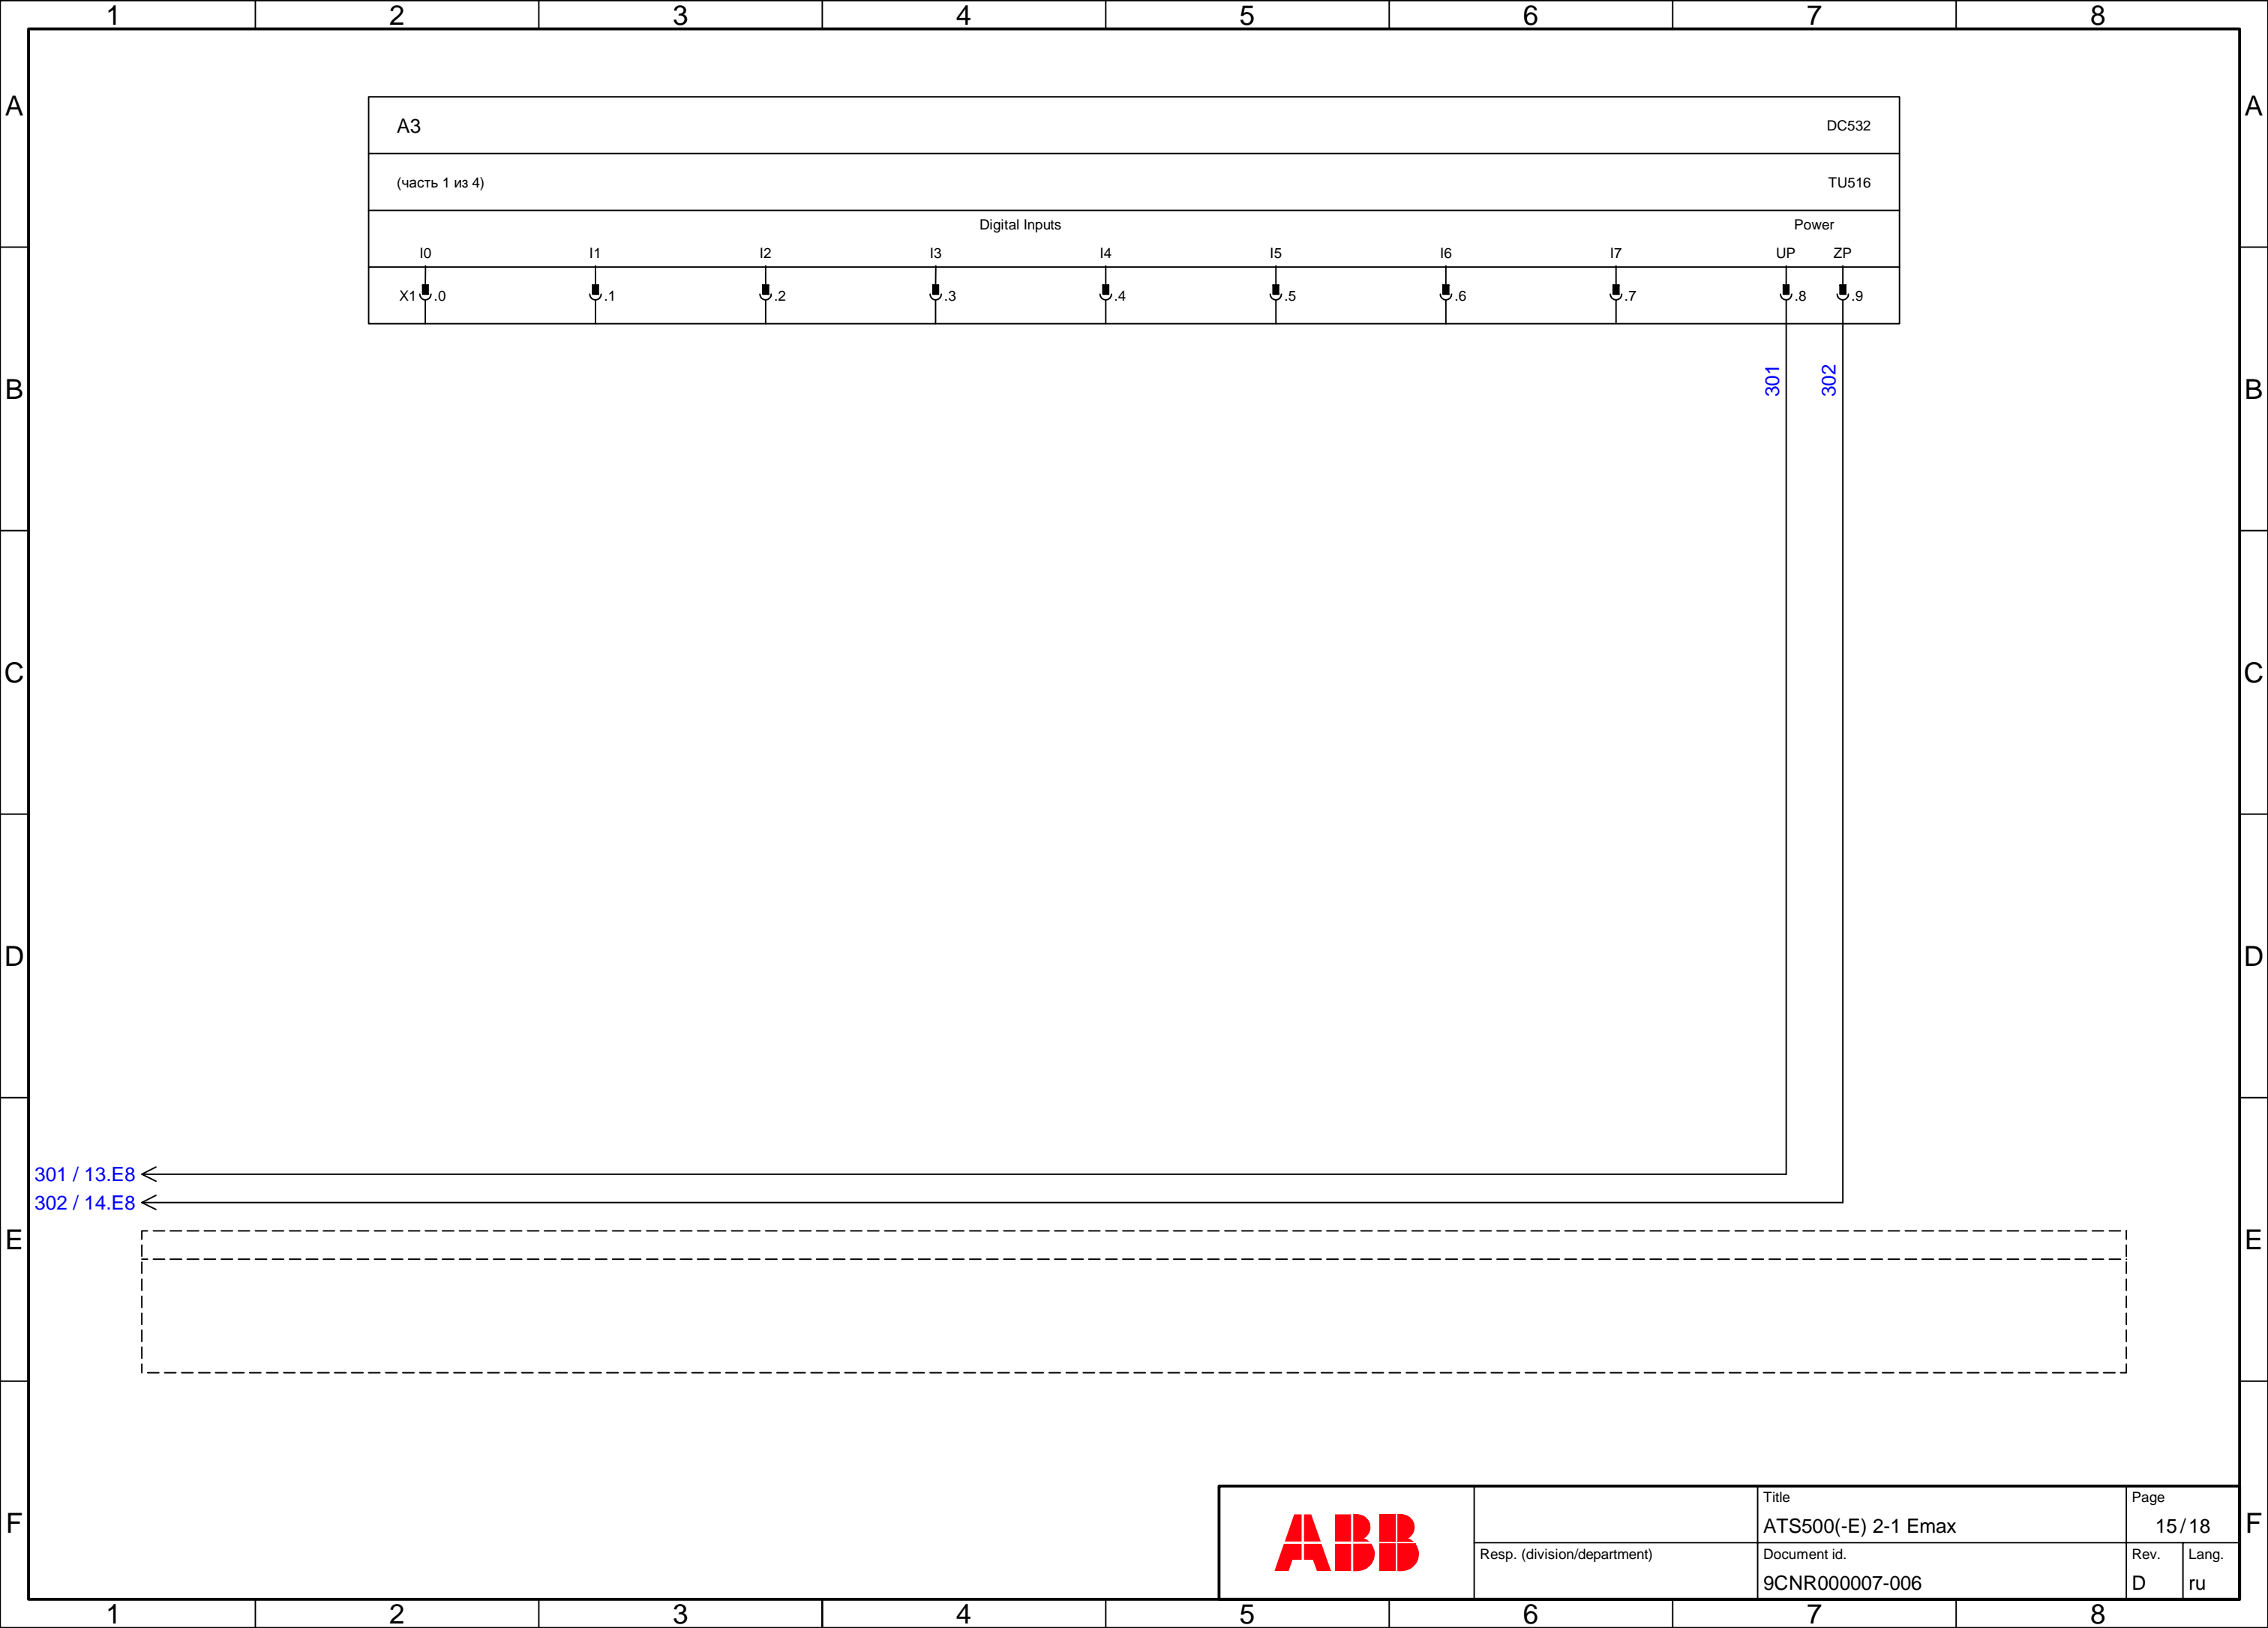 1 2 3 4 5 6 7 8
A A
A3 DC532
(часть 1 из 4) TU516
Digital Inputs Power
I0 I1 I2 I3 I4 I5 I6 I7 UP ZP
X1 .0 .1 .2 .3 .4 .5 .6 .7 .8 .9
301 302
B B
C C
D D
301 / 13.E8
302 / 14.E8
E E
F F
ABB
Title
ATS500(-E) 2-1 Emax
Page
15/18
Resp. (division/department)
Document id.
9CNR000007-006
Rev.
D
Lang.
ru
1 2 3 4 5 6 7 8